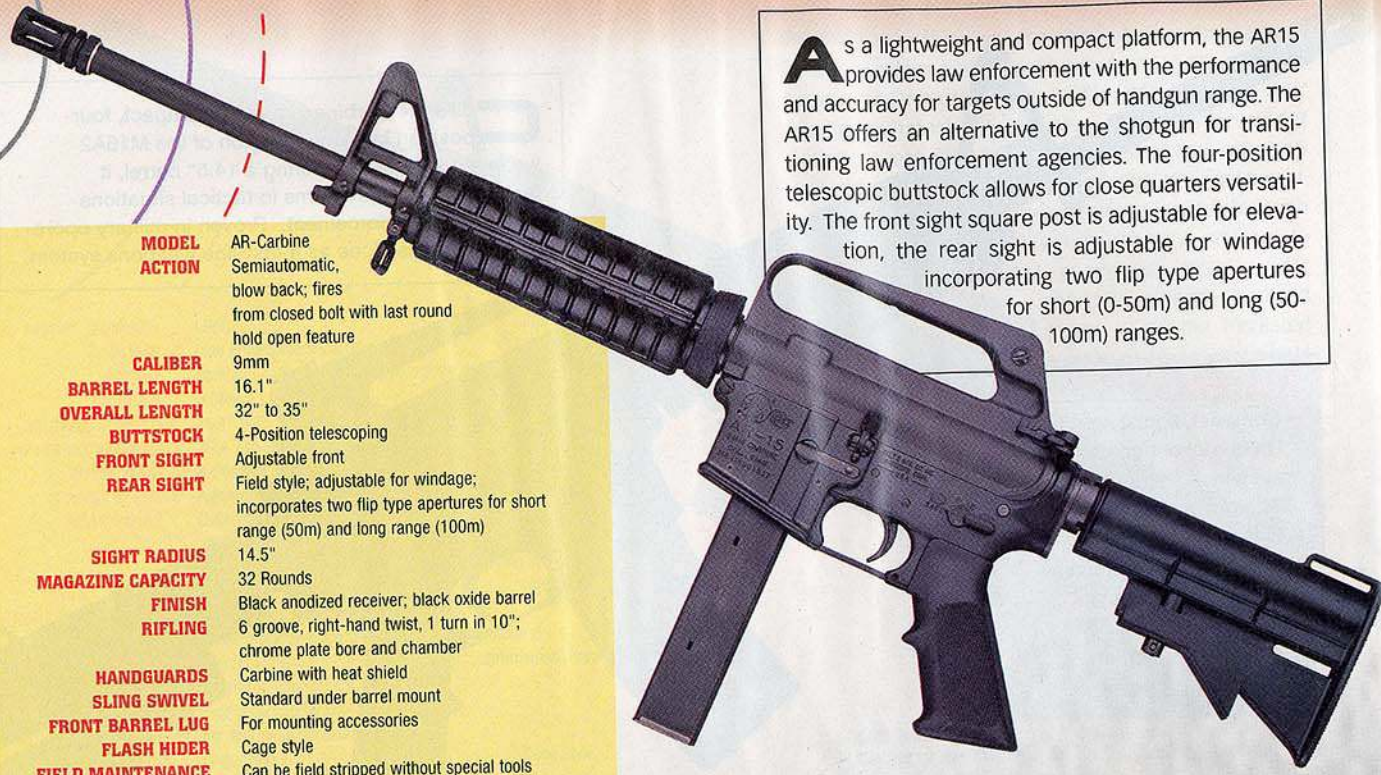 As a lightweight and compact platform, the AR15
provides law enforcement with the performance
and accuracy for targets outside of handgun range. The
AR15 offers an alternative to the shotgun for transi-
tioning law enforcement agencies. The four-position
telescopic buttstock allows for close quarters versatil-
ity. The front sight square post is adjustable for eleva-
tion, the rear sight is adjustable for windage
incorporating two flip type apertures
for short (0-50m) and long (50-
100m) ranges.
MODEL AR-Carbine
ACTION Semiautomatic,
blow back; fires
from closed bolt with last round
hold open feature
CALIBER 9mm
BARREL LENGTH 16.1"
OVERALL LENGTH 32" to 35"
BUTTSTOCK 4-Position telescoping
FRONT SIGHT Adjustable front
REAR SIGHT Field style; adjustable for windage;
incorporates two flip type apertures for short
range (50m) and long range (100m)
SIGHT RADIUS 14.5"
MAGAZINE CAPACITY 32 Rounds
FINISH Black anodized receiver; black oxide barrel
RIFLING 6 groove, right-hand twist, 1 turn in 10";
chrome plate bore and chamber
HANDGUARDS Carbine with heat shield
SLING SWIVEL Standard under barrel mount
FRONT BARREL LUG For mounting accessories
FLASH HIDER Cage style
FIELD MAINTENANCE Can be field stripped without special tools